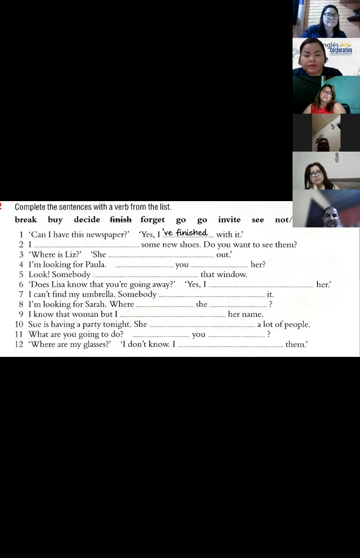 Inglés
Corporativo
2 Complete the sentences with a verb from the list.
break buy decide finish forget go go invite see not/
1 'Can I have this newspaper?' 'Yes, I 've finished with it.'
2 I ........ some new shoes. Do you want to see them?
3 'Where is Liz?' 'She ........ out.'
4 I'm looking for Paula. ........ you ........ her?
5 Look! Somebody ........ that window.
6 'Does Lisa know that you're going away?' 'Yes, I ........ her.'
7 I can't find my umbrella. Somebody ........ it.
8 I'm looking for Sarah. Where ........ she ........ ?
9 I know that woman but I ........ her name.
10 Sue is having a party tonight. She ........ a lot of people.
11 What are you going to do? ........ you ........ ?
12 'Where are my glasses?' 'I don't know. I ........ them.'